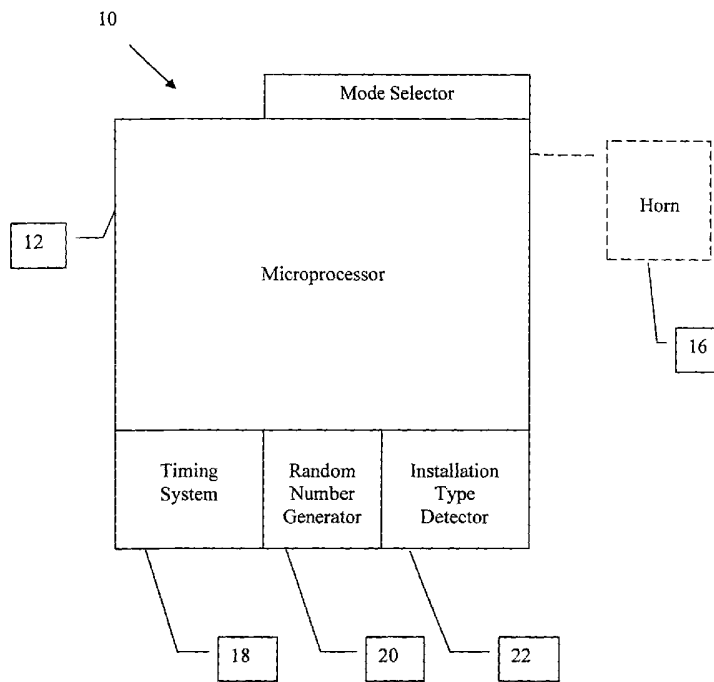 10
Mode Selector
Horn
12
Microprocessor
16
Timing
System
Random
Number
Generator
Installation
Type
Detector
18
20
22